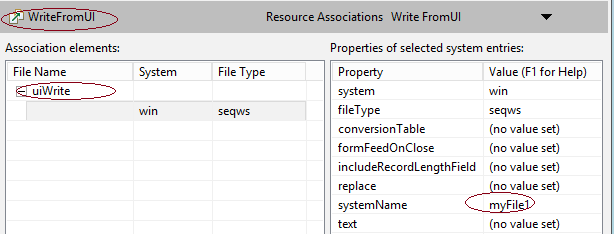 WriteFromUI Resource Associations Write FromUI
Association elements:
File Name System File Type
uiWrite
win seqws
Properties of selected system entries:
Property Value (F1 for Help)
system win
fileType seqws
conversionTable (no value set)
formFeedOnClose (no value set)
includeRecordLengthField (no value set)
replace (no value set)
systemName myFile1
text (no value set)